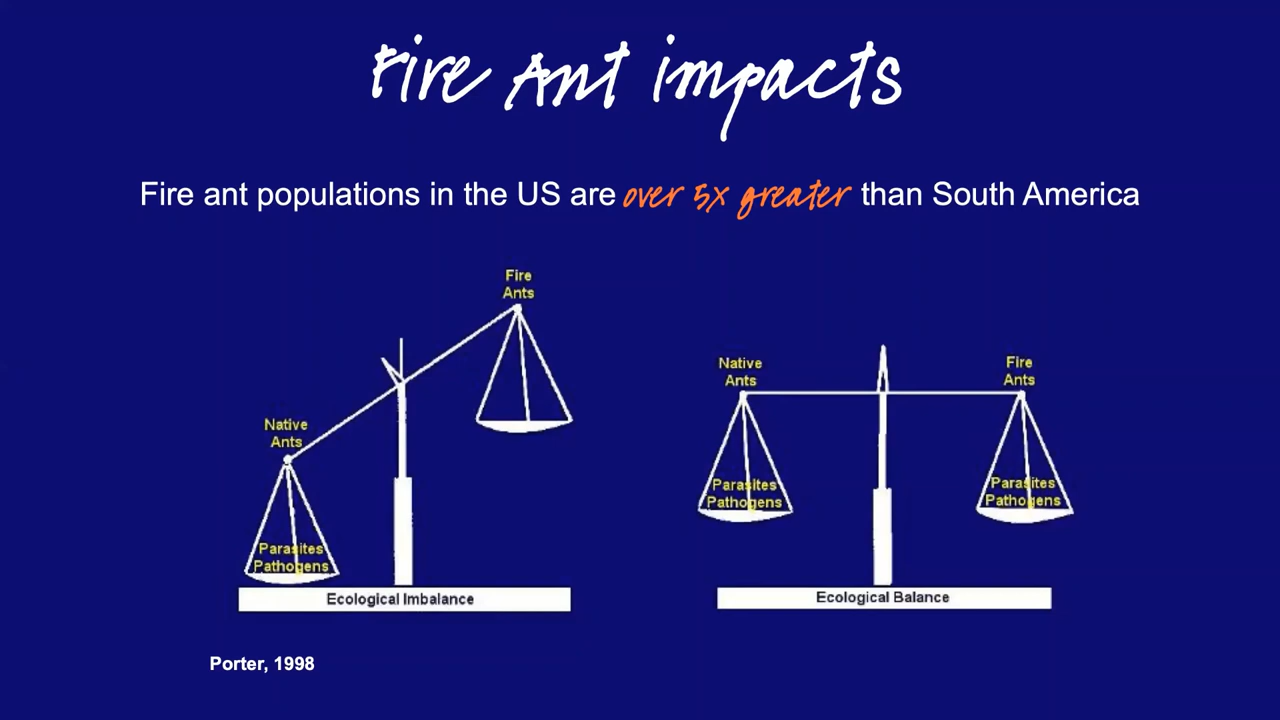 Fire Ant impacts
Fire ant populations in the US are over 5x greater than South America
Fire
Ants
Native
Ants
Parasites
Pathogens
Ecological Imbalance
Native
Ants
Fire
Ants
Parasites
Pathogens
Parasites
Pathogens
Ecological Balance
Porter, 1998